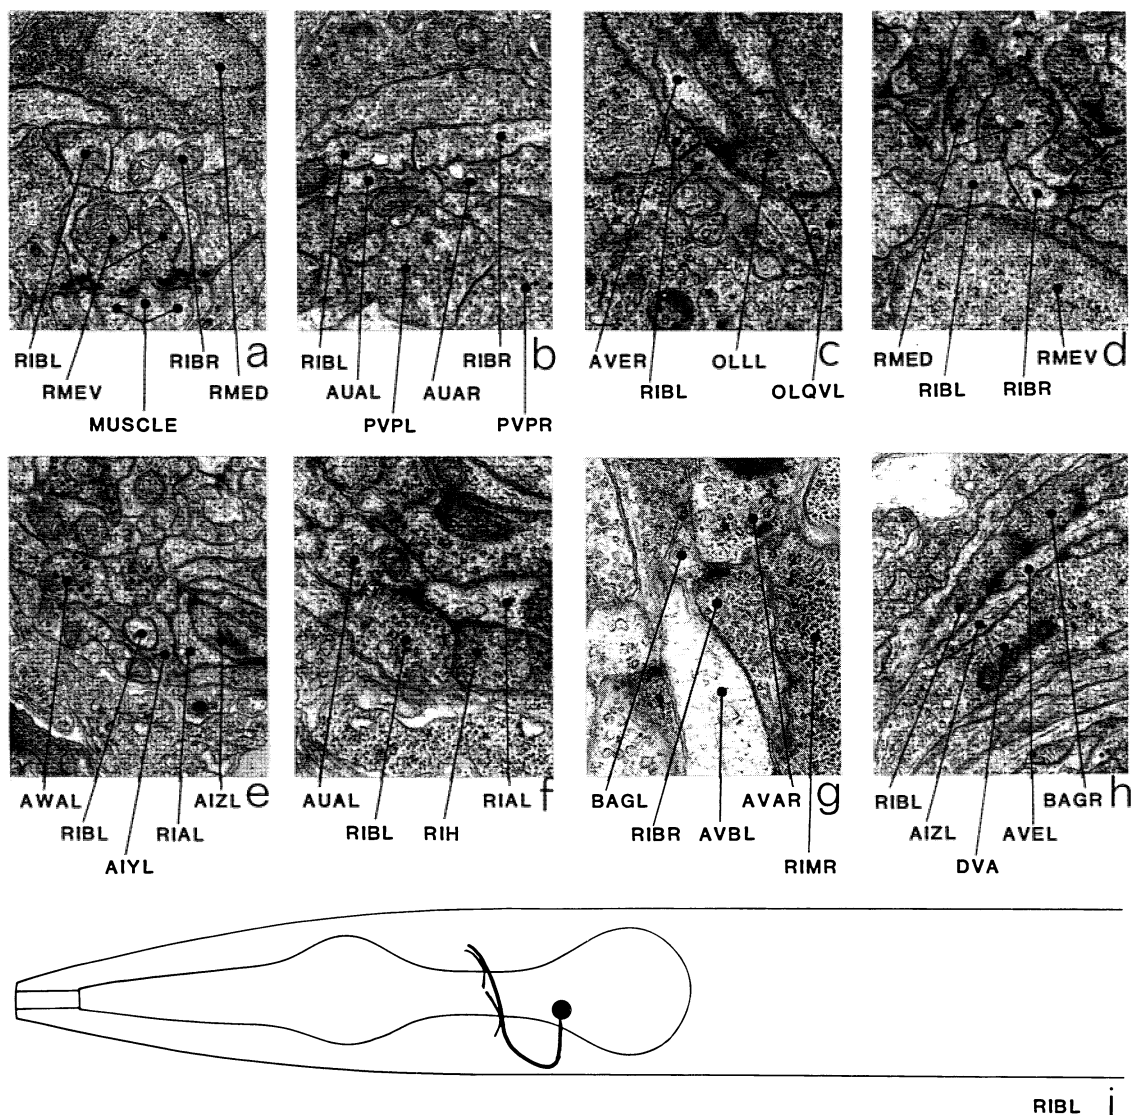 RIBL RIBR a
RMEV RMED
MUSCLE
RIBL RIBR b
AUAL AUAR
PVPL PVPR
AVER OLLL c
RIBL OLQVL
RMED RMEV d
RIBL RIBR
AWAL AIZL e
RIBL RIAL
AIYL
AUAL RIAL f
RIBL RIH
BAGL AVAR g
RIBR AVBL
RIMR
RIBL BAGR h
AIZL AVEL
DVA
RIBL i